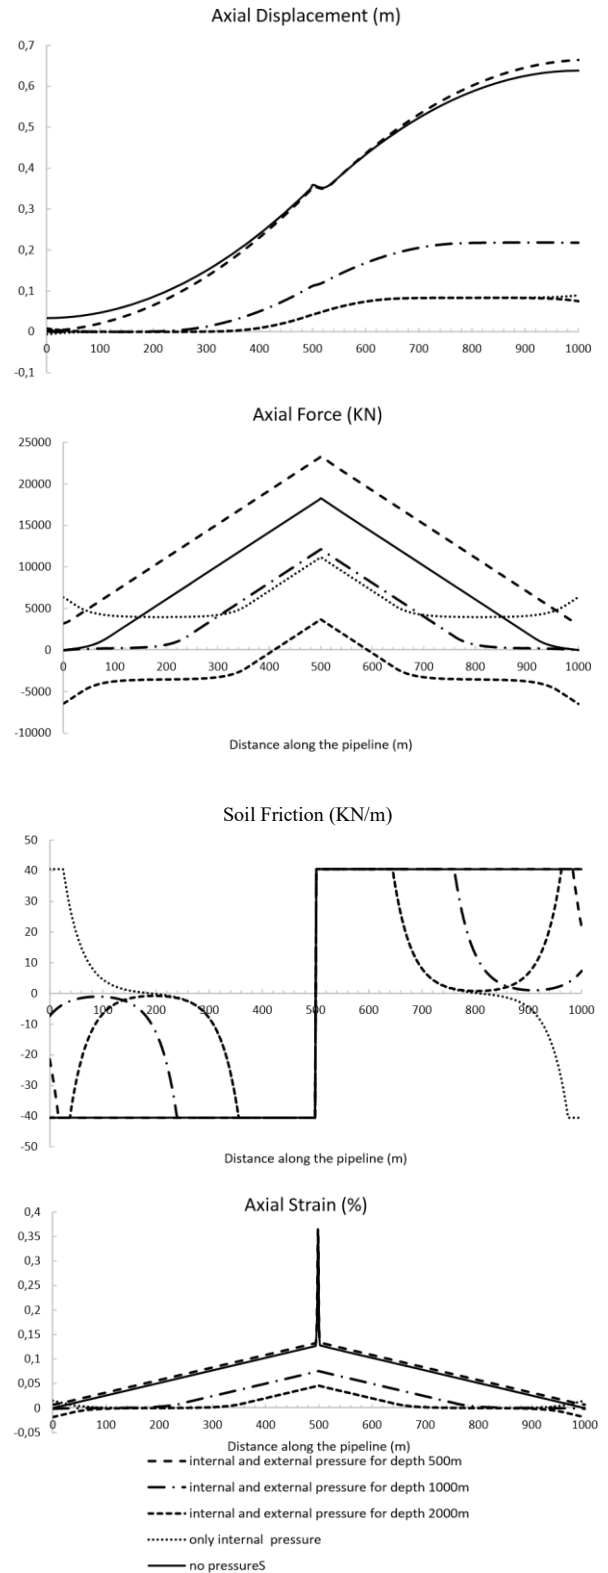 Axial Displacement (m)
0,7
0,6
0,5
0,4
0,3
0,2
0,1
0
-0,1
0 100 200 300 400 500 600 700 800 900 1000
Axial Force (KN)
25000
20000
15000
10000
5000
0
-5000
-10000
0 100 200 300 400 500 600 700 800 900 1000
Distance along the pipeline (m)
Soil Friction (KN/m)
50
40
30
20
10
0
-10
-20
-30
-40
-50
0 100 200 300 400 500 600 700 800 900 1000
Distance along the pipeline (m)
Axial Strain (%)
0,4
0,35
0,3
0,25
0,2
0,15
0,1
0,05
0
-0,05
0 100 200 300 400 500 600 700 800 900 1000
Distance along the pipeline (m)
internal and external pressure for depth 500m
internal and external pressure for depth 1000m
internal and external pressure for depth 2000m
only internal pressure
no pressureS